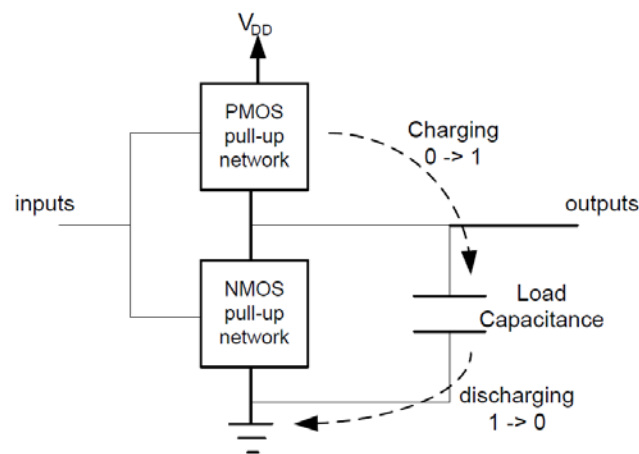 VDD
PMOS
pull-up
network
Charging
0 -> 1
inputs
outputs
NMOS
pull-up
network
Load
Capacitance
discharging
1 -> 0